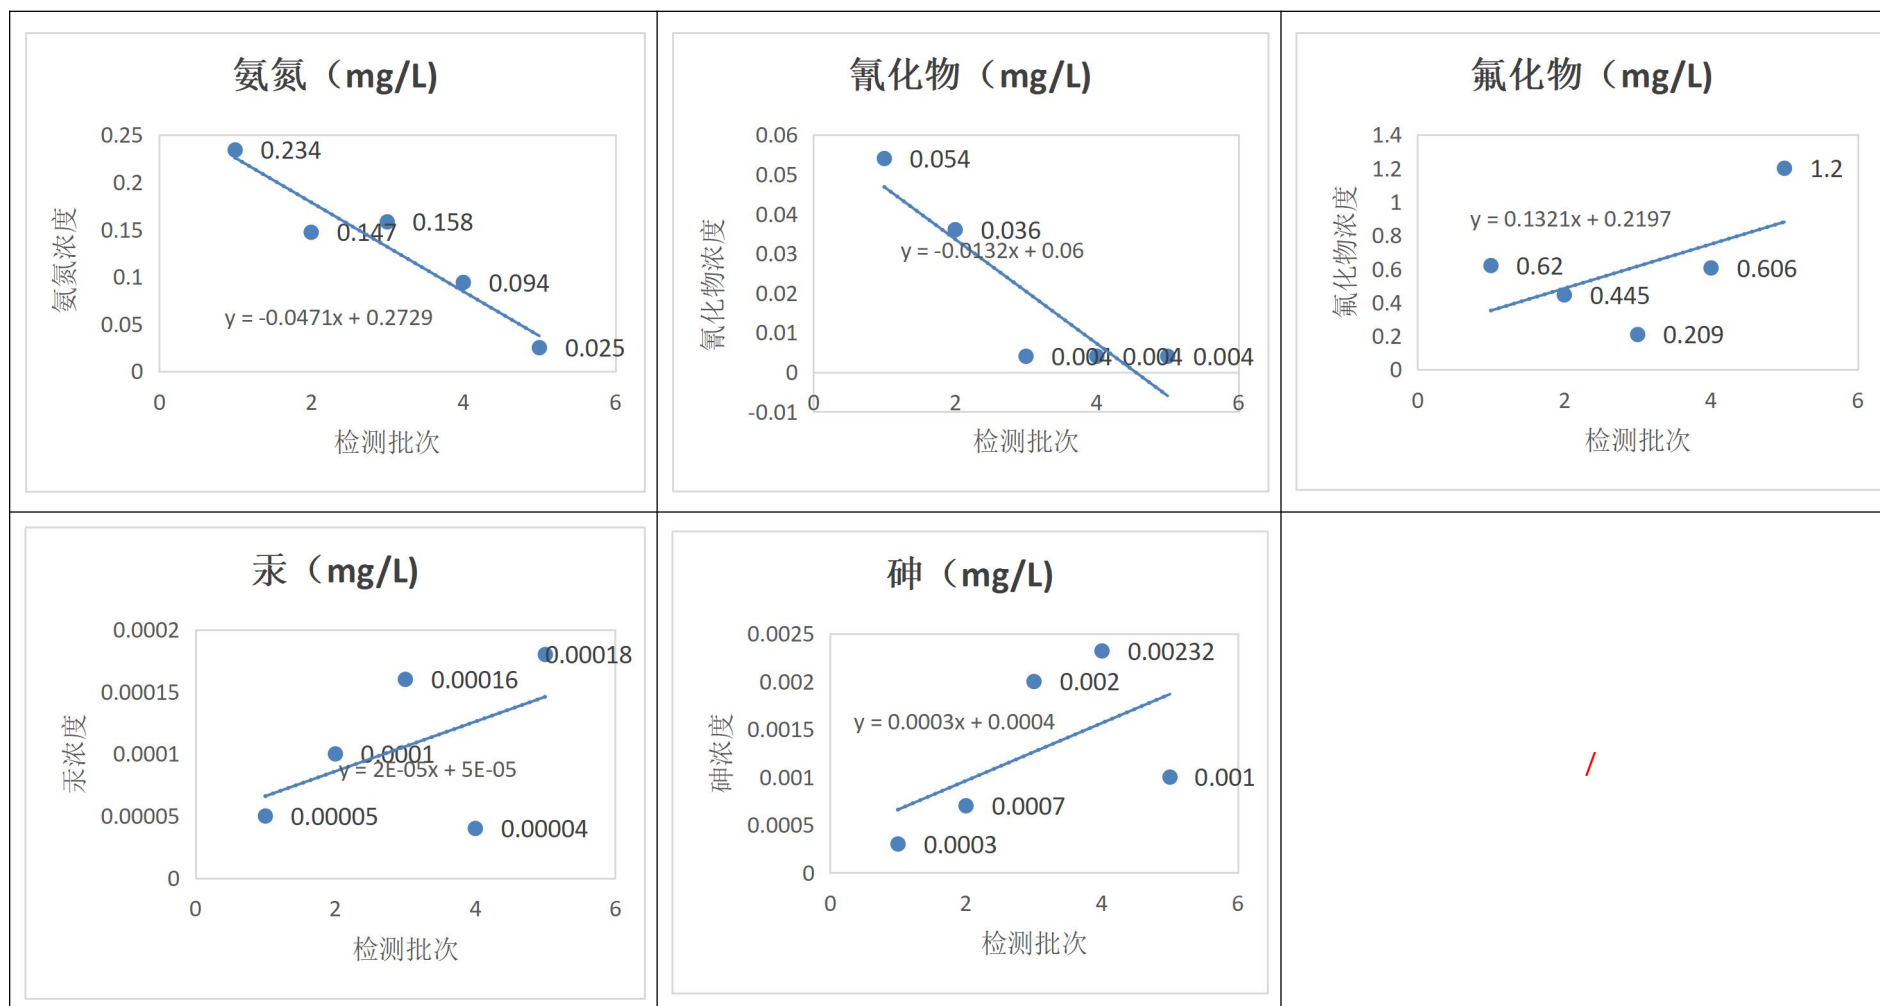 氨氮（mg/L)
0.25
0.2
0.15
0.1
0.05
0
氨氮浓度
0.234
0.147
0.158
0.094
0.025
y = -0.0471x + 0.2729
0 2 4 6
检测批次
氰化物（mg/L)
0.06
0.05
0.04
0.03
0.02
0.01
0
-0.01
氰化物浓度
0.054
0.036
y = -0.0132x + 0.06
0.004 0.004 0.004
0 2 4 6
检测批次
氟化物（mg/L)
1.4
1.2
1
0.8
0.6
0.4
0.2
0
氟化物浓度
y = 0.1321x + 0.2197
0.62
0.445
0.209
0.606
1.2
0 2 4 6
检测批次
汞（mg/L)
0.0002
0.00015
0.0001
0.00005
0
汞浓度
0.00005
0.0001
0.00016
0.00004
0.00018
y = 2E-05x + 5E-05
0 2 4 6
检测批次
砷（mg/L)
0.0025
0.002
0.0015
0.001
0.0005
0
砷浓度
0.0003
0.0007
0.002
0.00232
0.001
y = 0.0003x + 0.0004
0 2 4 6
检测批次
/